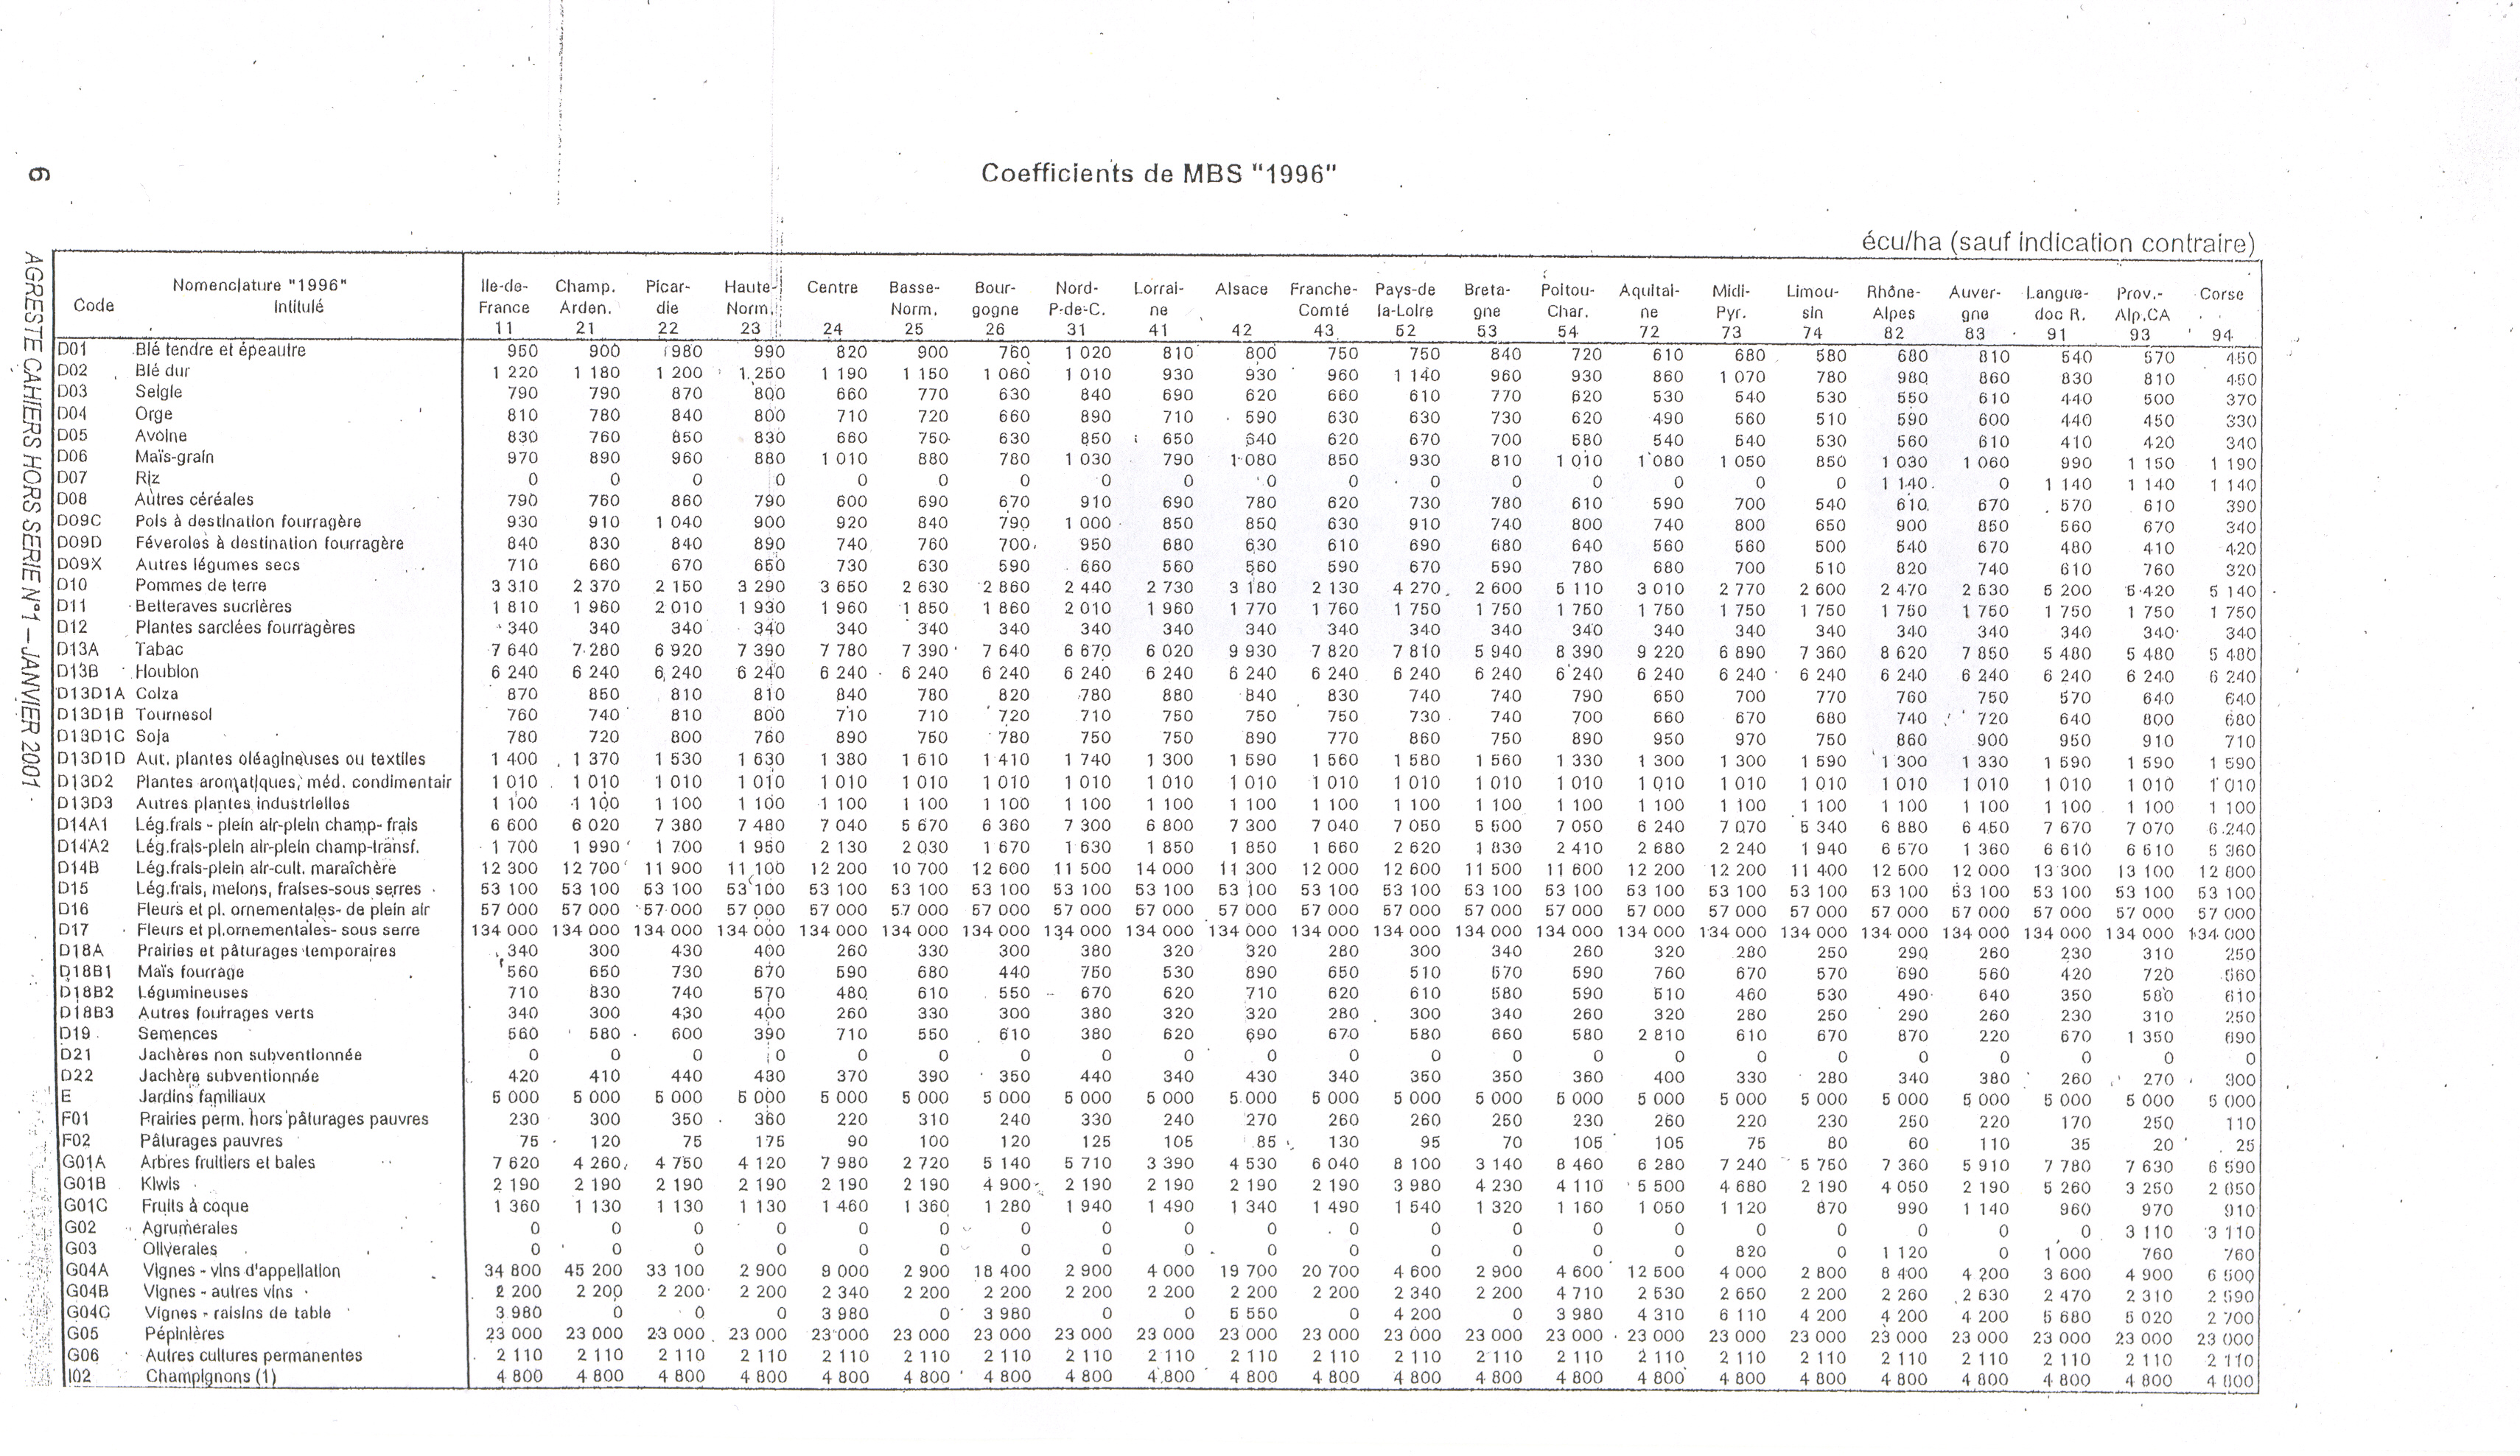 Coefficients de MBS "1996"
6
AGRESTE CAHIERS HORS SERIE N°1 – JANVIER 2001
écu/ha (sauf indication contraire)
Nomenclature "1996" Ile-de- Champ. Picar- Haute- Centre Basse- Bour- Nord- Lorrai- Alsace Franche- Pays-de Breta- Poitou- Aquitai- Midi- Limou- Rhône- Auver- Langue- Prov.- Corse
Code Intitulé France Arden. die Norm. Norm. gogne P-de-C. ne Comté la-Loire gne Char. ne Pyr. sin Alpes gne doc R. Alp.CA
11 21 22 23 24 25 26 31 41 42 43 52 53 54 72 73 74 82 83 91 93 94
D01 Blé tendre et épeautre 950 900 980 990 820 900 760 1 020 810 800 750 750 840 720 610 680 580 680 810 540 570 450
D02 Blé dur 1 220 1 180 1 200 1 250 1 190 1 150 1 060 1 010 930 930 960 1 140 960 930 860 1 070 780 980 860 830 810 450
D03 Seigle 790 790 870 800 660 770 630 840 690 620 660 610 770 620 530 540 530 550 610 440 500 370
D04 Orge 810 780 840 800 710 720 660 890 710 590 630 630 730 620 490 560 510 590 600 440 450 330
D05 Avoine 830 760 850 830 660 750 630 850 650 640 620 670 700 580 540 540 530 560 610 410 420 340
D06 Maïs-grain 970 890 960 880 1 010 880 780 1 030 790 1 080 850 930 810 1 010 1 080 1 050 850 1 030 1 060 990 1 150 1 190
D07 Riz 0 0 0 0 0 0 0 0 0 0 0 0 0 0 0 0 0 1 140 0 1 140 1 140 1 140
D08 Autres céréales 790 760 860 790 600 690 670 910 690 780 620 730 780 610 590 700 540 610 670 570 610 390
D09C Pois à destination fourragère 930 910 1 040 900 920 840 790 1 000 850 850 630 910 740 800 740 800 650 900 850 560 670 340
D09D Féveroles à destination fourragère 840 830 840 890 740 760 700 950 680 630 610 690 680 640 560 560 500 540 670 480 410 420
D09X Autres légumes secs 710 660 670 650 730 630 590 660 560 560 590 670 590 780 680 700 510 820 740 610 760 320
D10 Pommes de terre 3 310 2 370 2 150 3 290 3 650 2 630 2 860 2 440 2 730 3 180 2 130 4 270 2 600 5 110 3 010 2 770 2 600 2 470 2 530 5 200 5 420 5 140
D11 Betteraves sucrières 1 810 1 960 2 010 1 930 1 960 1 850 1 860 2 010 1 960 1 770 1 760 1 750 1 750 1 750 1 750 1 750 1 750 1 750 1 750 1 750 1 750 1 750
D12 Plantes sarclées fourragères 340 340 340 340 340 340 340 340 340 340 340 340 340 340 340 340 340 340 340 340 340 340
D13A Tabac 7 640 7 280 6 920 7 390 7 780 7 390 7 640 6 670 6 020 9 930 7 820 7 810 5 940 8 390 9 220 6 890 7 360 8 620 7 850 5 480 5 480 5 480
D13B Houblon 6 240 6 240 6 240 6 240 6 240 6 240 6 240 6 240 6 240 6 240 6 240 6 240 6 240 6 240 6 240 6 240 6 240 6 240 6 240 6 240 6 240 6 240
D13D1A Colza 870 850 810 810 840 780 820 780 880 840 830 740 740 790 650 700 770 760 750 570 640 640
D13D1B Tournesol 760 740 810 800 710 710 720 710 750 750 750 730 740 700 660 670 680 740 720 640 800 680
D13D1C Soja 780 720 800 760 890 750 780 750 750 890 770 860 750 890 950 970 750 860 900 950 910 710
D13D1D Aut. plantes oléagineuses ou textiles 1 400 1 370 1 530 1 630 1 380 1 610 1 410 1 740 1 300 1 590 1 560 1 580 1 560 1 330 1 300 1 300 1 590 1 300 1 330 1 590 1 590 1 590
D13D2 Plantes aromatiques, méd. condimentair 1 010 1 010 1 010 1 010 1 010 1 010 1 010 1 010 1 010 1 010 1 010 1 010 1 010 1 010 1 010 1 010 1 010 1 010 1 010 1 010 1 010 1 010
D13D3 Autres plantes industrielles 1 100 1 100 1 100 1 100 1 100 1 100 1 100 1 100 1 100 1 100 1 100 1 100 1 100 1 100 1 100 1 100 1 100 1 100 1 100 1 100 1 100 1 100
D14A1 Lég.frais - plein air-plein champ- frais 6 600 6 020 7 380 7 480 7 040 5 670 6 360 7 300 6 800 7 300 7 040 7 050 5 500 7 050 6 240 7 070 5 340 6 880 6 450 7 670 7 070 6 240
D14A2 Lég.frais-plein air-plein champ-transf. 1 700 1 990 1 700 1 950 2 130 2 030 1 670 1 630 1 850 1 850 1 660 2 620 1 830 2 410 2 680 2 240 1 940 6 570 1 360 6 610 6 610 5 360
D14B Lég.frais-plein air-cult. maraîchère 12 300 12 700 11 900 11 100 12 200 10 700 12 600 11 500 14 000 11 300 12 000 12 600 11 500 11 600 12 200 12 200 11 400 12 500 12 000 13 300 13 100 12 800
D15 Lég.frais, melons, fraises-sous serres 53 100 53 100 53 100 53 100 53 100 53 100 53 100 53 100 53 100 53 100 53 100 53 100 53 100 53 100 53 100 53 100 53 100 53 100 53 100 53 100 53 100 53 100
D16 Fleurs et pl. ornementales- de plein air 57 000 57 000 57 000 57 000 57 000 57 000 57 000 57 000 57 000 57 000 57 000 57 000 57 000 57 000 57 000 57 000 57 000 57 000 57 000 57 000 57 000 57 000
D17 Fleurs et pl.ornementales- sous serre 134 000 134 000 134 000 134 000 134 000 134 000 134 000 134 000 134 000 134 000 134 000 134 000 134 000 134 000 134 000 134 000 134 000 134 000 134 000 134 000 134 000 134 000
D18A Prairies et pâturages temporaires 340 300 430 400 260 330 300 380 320 320 280 300 340 260 320 280 250 290 260 230 310 250
D18B1 Maïs fourrage 560 650 730 670 590 680 440 750 530 890 650 510 570 590 760 670 570 690 560 420 720 560
D18B2 Légumineuses 710 830 740 570 480 610 550 670 620 710 620 610 580 590 510 460 530 490 640 350 580 610
D18B3 Autres fourrages verts 340 300 430 400 260 330 300 380 320 320 280 300 340 260 320 280 250 290 260 230 310 250
D19 Semences 560 580 600 390 710 550 610 380 620 690 670 580 660 580 2 810 610 670 870 220 670 1 350 690
D21 Jachères non subventionnée 0 0 0 0 0 0 0 0 0 0 0 0 0 0 0 0 0 0 0 0 0 0
D22 Jachère subventionnée 420 410 440 430 370 390 350 440 340 430 340 350 350 360 400 330 280 340 380 260 270 300
E Jardins familiaux 5 000 5 000 5 000 5 000 5 000 5 000 5 000 5 000 5 000 5 000 5 000 5 000 5 000 5 000 5 000 5 000 5 000 5 000 5 000 5 000 5 000 5 000
F01 Prairies perm. hors pâturages pauvres 230 300 350 360 220 310 240 330 240 270 260 260 250 230 260 220 230 250 220 170 250 110
F02 Pâturages pauvres 75 120 75 175 90 100 120 125 105 85 130 95 70 105 105 75 80 60 110 35 20 25
G01A Arbres fruitiers et baies 7 620 4 260 4 750 4 120 7 980 2 720 5 140 5 710 3 390 4 530 6 040 8 100 3 140 8 460 6 280 7 240 5 750 7 360 5 910 7 780 7 630 6 590
G01B Kiwis 2 190 2 190 2 190 2 190 2 190 2 190 4 900 2 190 2 190 2 190 2 190 3 980 4 230 4 110 5 500 4 680 2 190 4 050 2 190 5 260 3 250 2 650
G01C Fruits à coque 1 360 1 130 1 130 1 130 1 460 1 360 1 280 1 940 1 490 1 340 1 490 1 540 1 320 1 160 1 050 1 120 870 990 1 140 960 970 910
G02 Agrumerales 0 0 0 0 0 0 0 0 0 0 0 0 0 0 0 0 0 0 0 0 3 110 3 110
G03 Oliverales 0 0 0 0 0 0 0 0 0 0 0 0 0 0 0 820 0 1 120 0 1 000 760 760
G04A Vignes - vins d'appellation 34 800 45 200 33 100 2 900 9 000 2 900 18 400 2 900 4 000 19 700 20 700 4 600 2 900 4 600 12 500 4 000 2 800 8 400 4 200 3 600 4 900 6 500
G04B Vignes - autres vins 2 200 2 200 2 200 2 200 2 340 2 200 2 200 2 200 2 200 2 200 2 200 2 340 2 200 4 710 2 530 2 650 2 200 2 260 2 630 2 470 2 310 2 590
G04C Vignes - raisins de table 3 980 0 0 0 3 980 0 3 980 0 0 5 550 0 4 200 0 3 980 4 310 6 110 4 200 4 200 4 200 5 680 5 020 2 700
G05 Pépinières 23 000 23 000 23 000 23 000 23 000 23 000 23 000 23 000 23 000 23 000 23 000 23 000 23 000 23 000 23 000 23 000 23 000 23 000 23 000 23 000 23 000 23 000
G06 Autres cultures permanentes 2 110 2 110 2 110 2 110 2 110 2 110 2 110 2 110 2 110 2 110 2 110 2 110 2 110 2 110 2 110 2 110 2 110 2 110 2 110 2 110 2 110 2 110
I02 Champignons (1) 4 800 4 800 4 800 4 800 4 800 4 800 4 800 4 800 4 800 4 800 4 800 4 800 4 800 4 800 4 800 4 800 4 800 4 800 4 800 4 800 4 800 4 800